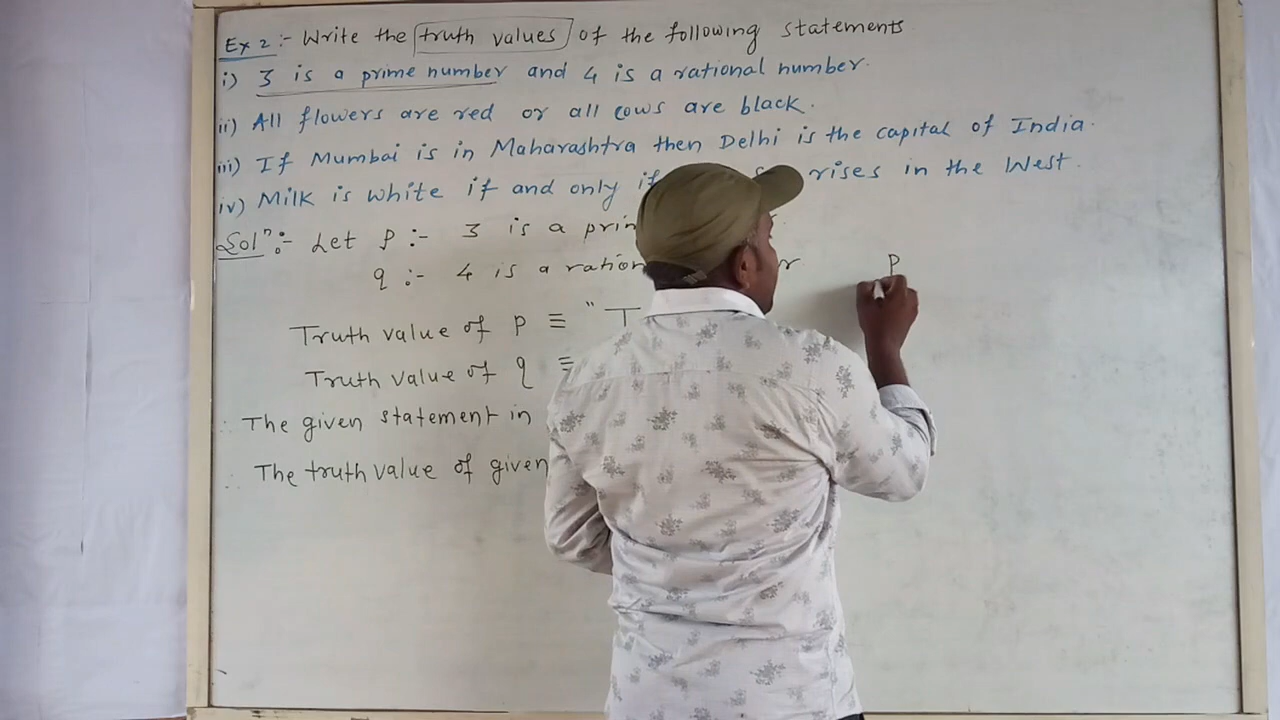 Ex 2 :- Write the truth values of the following statements
i) 3 is a prime number and 4 is a rational number.
ii) All flowers are red or all cows are black.
iii) If Mumbai is in Maharashtra then Delhi is the capital of India.
iv) Milk is white if and only if rises in the West.
Solⁿ :- Let p :- 3 is a
q :- 4 is a
P
Truth value of p ≡ "T
Truth value of q ≡
∴ The given statement in
∴ The truth value of given